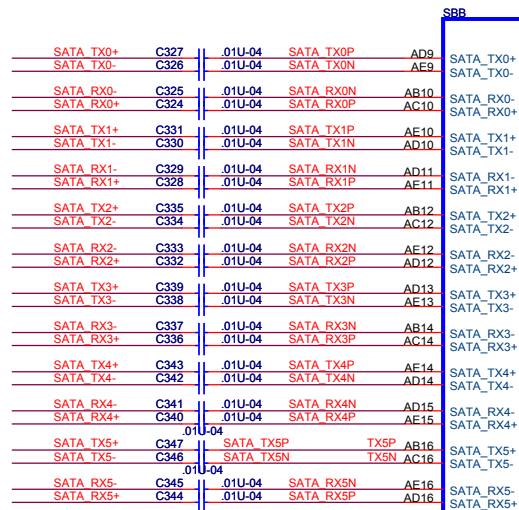 SBB
SATA_TX0+ C327 .01U-04 SATA_TX0P AD9 SATA_TX0+
SATA_TX0- C326 .01U-04 SATA_TX0N AE9 SATA_TX0-
SATA_RX0- C325 .01U-04 SATA_RX0N AB10 SATA_RX0-
SATA_RX0+ C324 .01U-04 SATA_RX0P AC10 SATA_RX0+
SATA_TX1+ C331 .01U-04 SATA_TX1P AE10 SATA_TX1+
SATA_TX1- C330 .01U-04 SATA_TX1N AD10 SATA_TX1-
SATA_RX1- C329 .01U-04 SATA_RX1N AD11 SATA_RX1-
SATA_RX1+ C328 .01U-04 SATA_RX1P AE11 SATA_RX1+
SATA_TX2+ C335 .01U-04 SATA_TX2P AB12 SATA_TX2+
SATA_TX2- C334 .01U-04 SATA_TX2N AC12 SATA_TX2-
SATA_RX2- C333 .01U-04 SATA_RX2N AE12 SATA_RX2-
SATA_RX2+ C332 .01U-04 SATA_RX2P AD12 SATA_RX2+
SATA_TX3+ C339 .01U-04 SATA_TX3P AD13 SATA_TX3+
SATA_TX3- C338 .01U-04 SATA_TX3N AE13 SATA_TX3-
SATA_RX3- C337 .01U-04 SATA_RX3N AB14 SATA_RX3-
SATA_RX3+ C336 .01U-04 SATA_RX3P AC14 SATA_RX3+
SATA_TX4+ C343 .01U-04 SATA_TX4P AE14 SATA_TX4+
SATA_TX4- C342 .01U-04 SATA_TX4N AD14 SATA_TX4-
SATA_RX4- C341 .01U-04 SATA_RX4N AD15 SATA_RX4-
SATA_RX4+ C340 .01U-04 SATA_RX4P AE15 SATA_RX4+
.01U-04
SATA_TX5+ C347 SATA_TX5P TX5P AB16 SATA_TX5+
SATA_TX5- C346 SATA_TX5N TX5N AC16 SATA_TX5-
.01U-04
SATA_RX5- C345 .01U-04 SATA_RX5N AE16 SATA_RX5-
SATA_RX5+ C344 .01U-04 SATA_RX5P AD16 SATA_RX5+